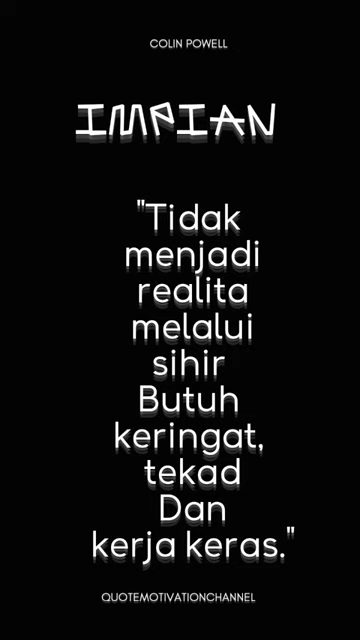 COLIN POWELL
IMPIAN
"Tidak
menjadi
realita
melalui
sihir
Butuh
keringat,
tekad
Dan
kerja keras."
QUOTEMOTIVATIONCHANNEL